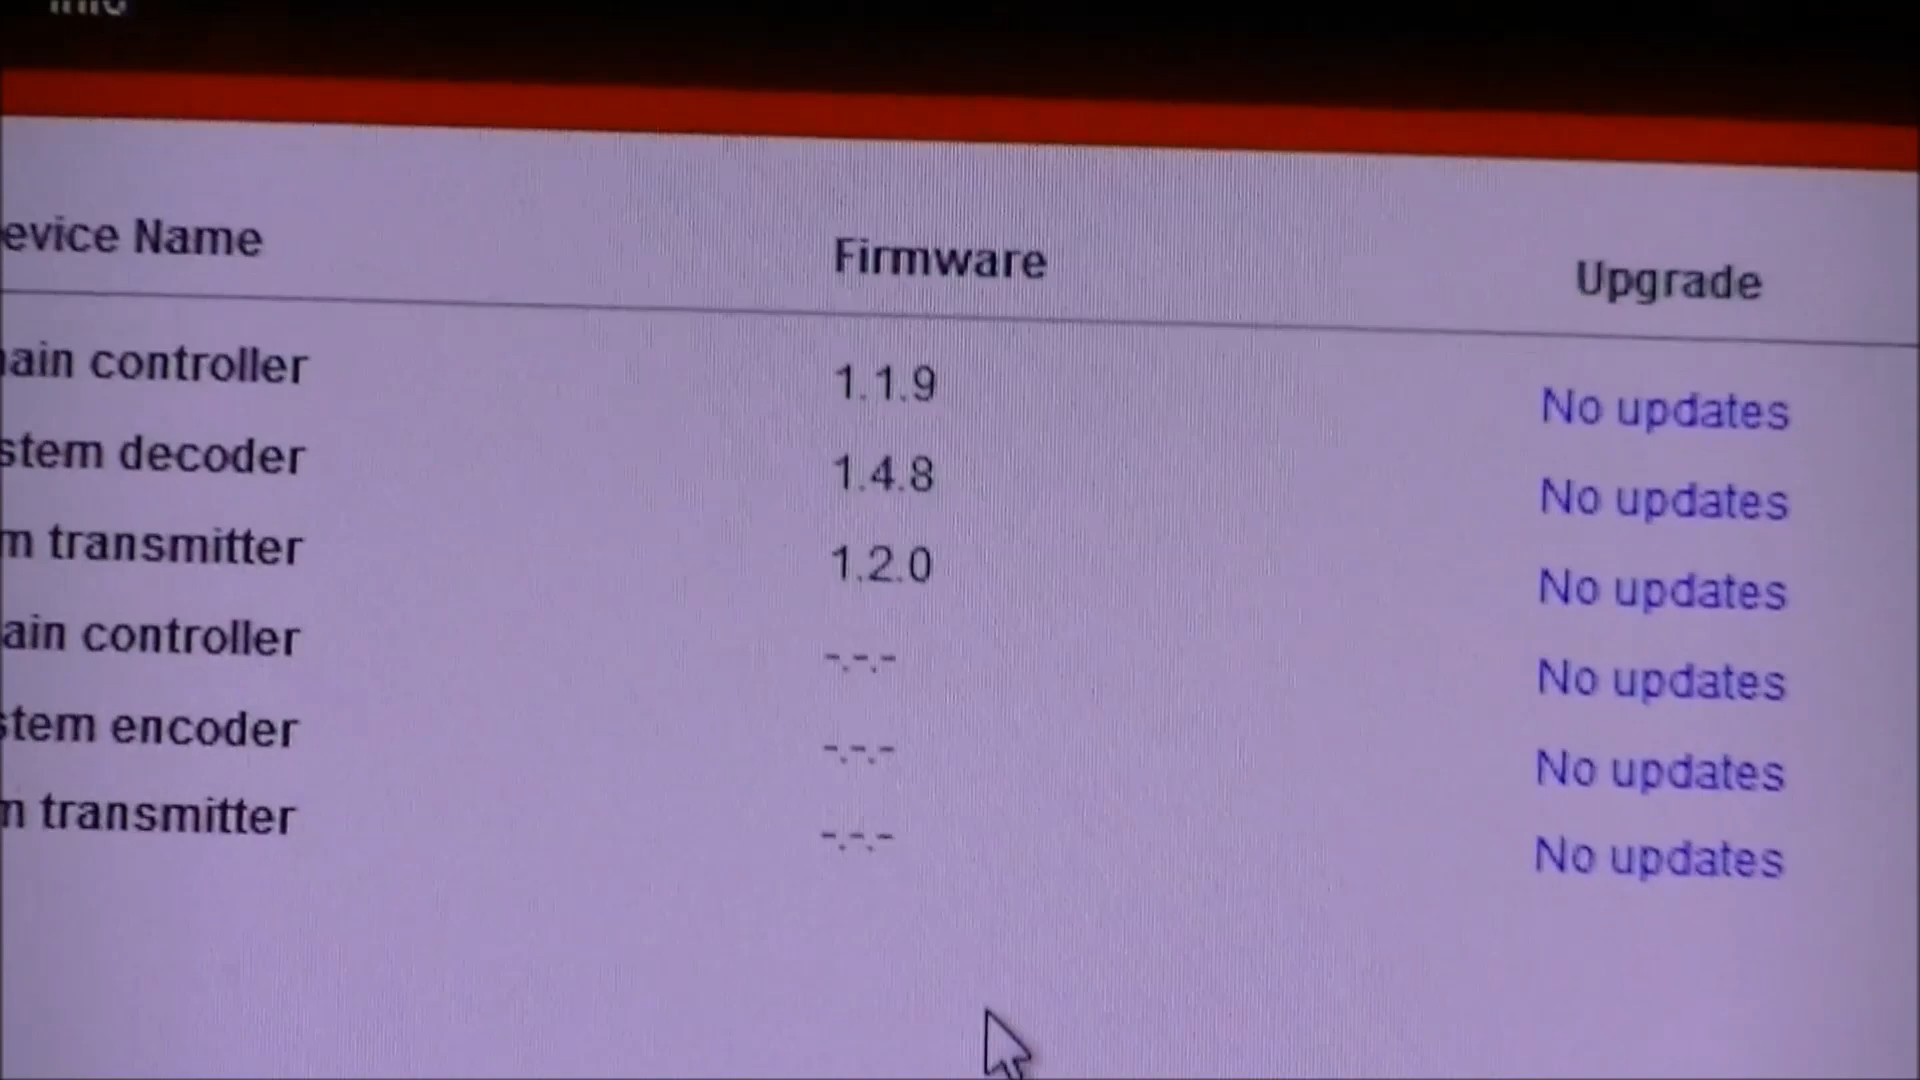 evice Name Firmware Upgrade
ain controller 1.1.9 No updates
stem decoder 1.4.8 No updates
m transmitter 1.2.0 No updates
ain controller -.-.- No updates
stem encoder -.-.- No updates
m transmitter -.-.- No updates